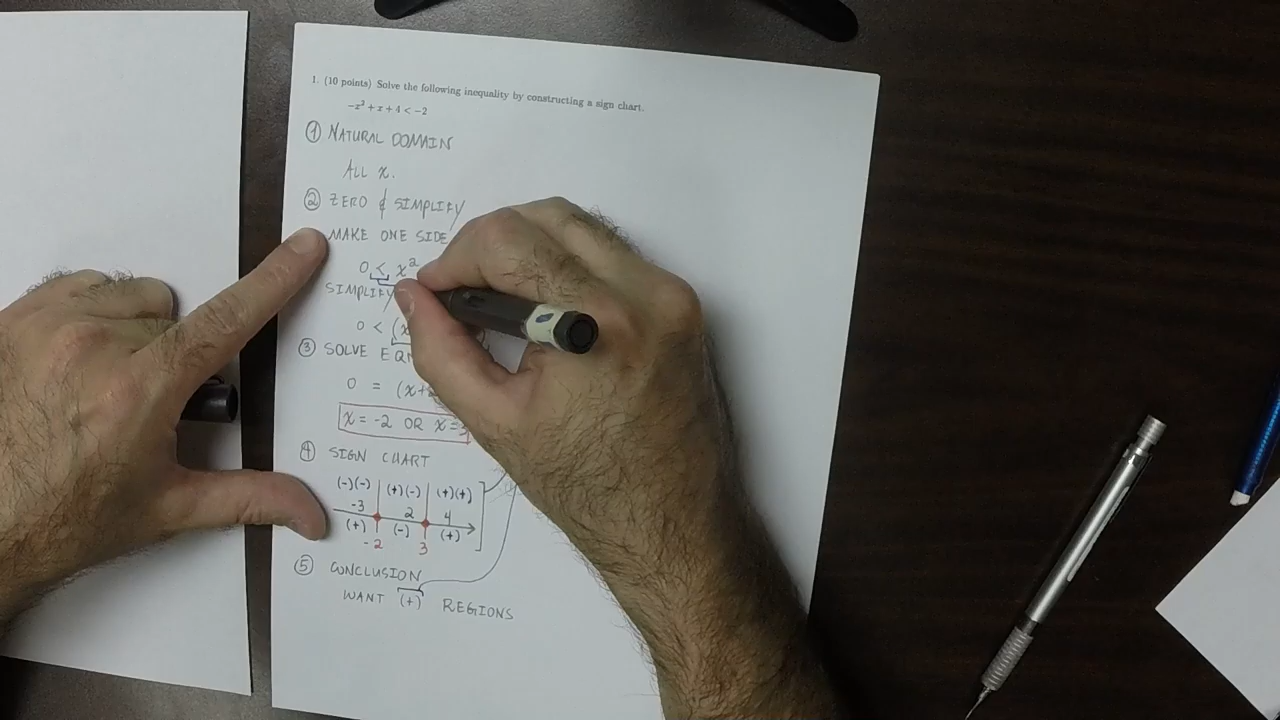 1. (10 points) Solve the following inequality by constructing a sign chart.
−x² + x + 4 < −2
① NATURAL DOMAIN
ALL x.
② ZERO & SIMPLIFY
MAKE ONE SIDE
0 < x²
SIMPLIFY
0 < (x
③ SOLVE EQN
0 = (x+
x = -2 OR x = 3
④ SIGN CHART
(-)(-) (+)(-) (+)(+)
-3 2 4
(+) (-) (+)
-2 3
⑤ CONCLUSION
WANT (+) REGIONS